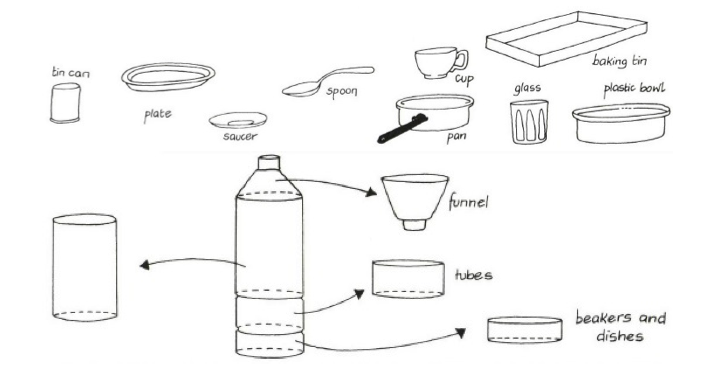 tin can
plate
saucer
spoon
cup
pan
baking tin
glass
plastic bowl
funnel
tubes
beakers and
dishes